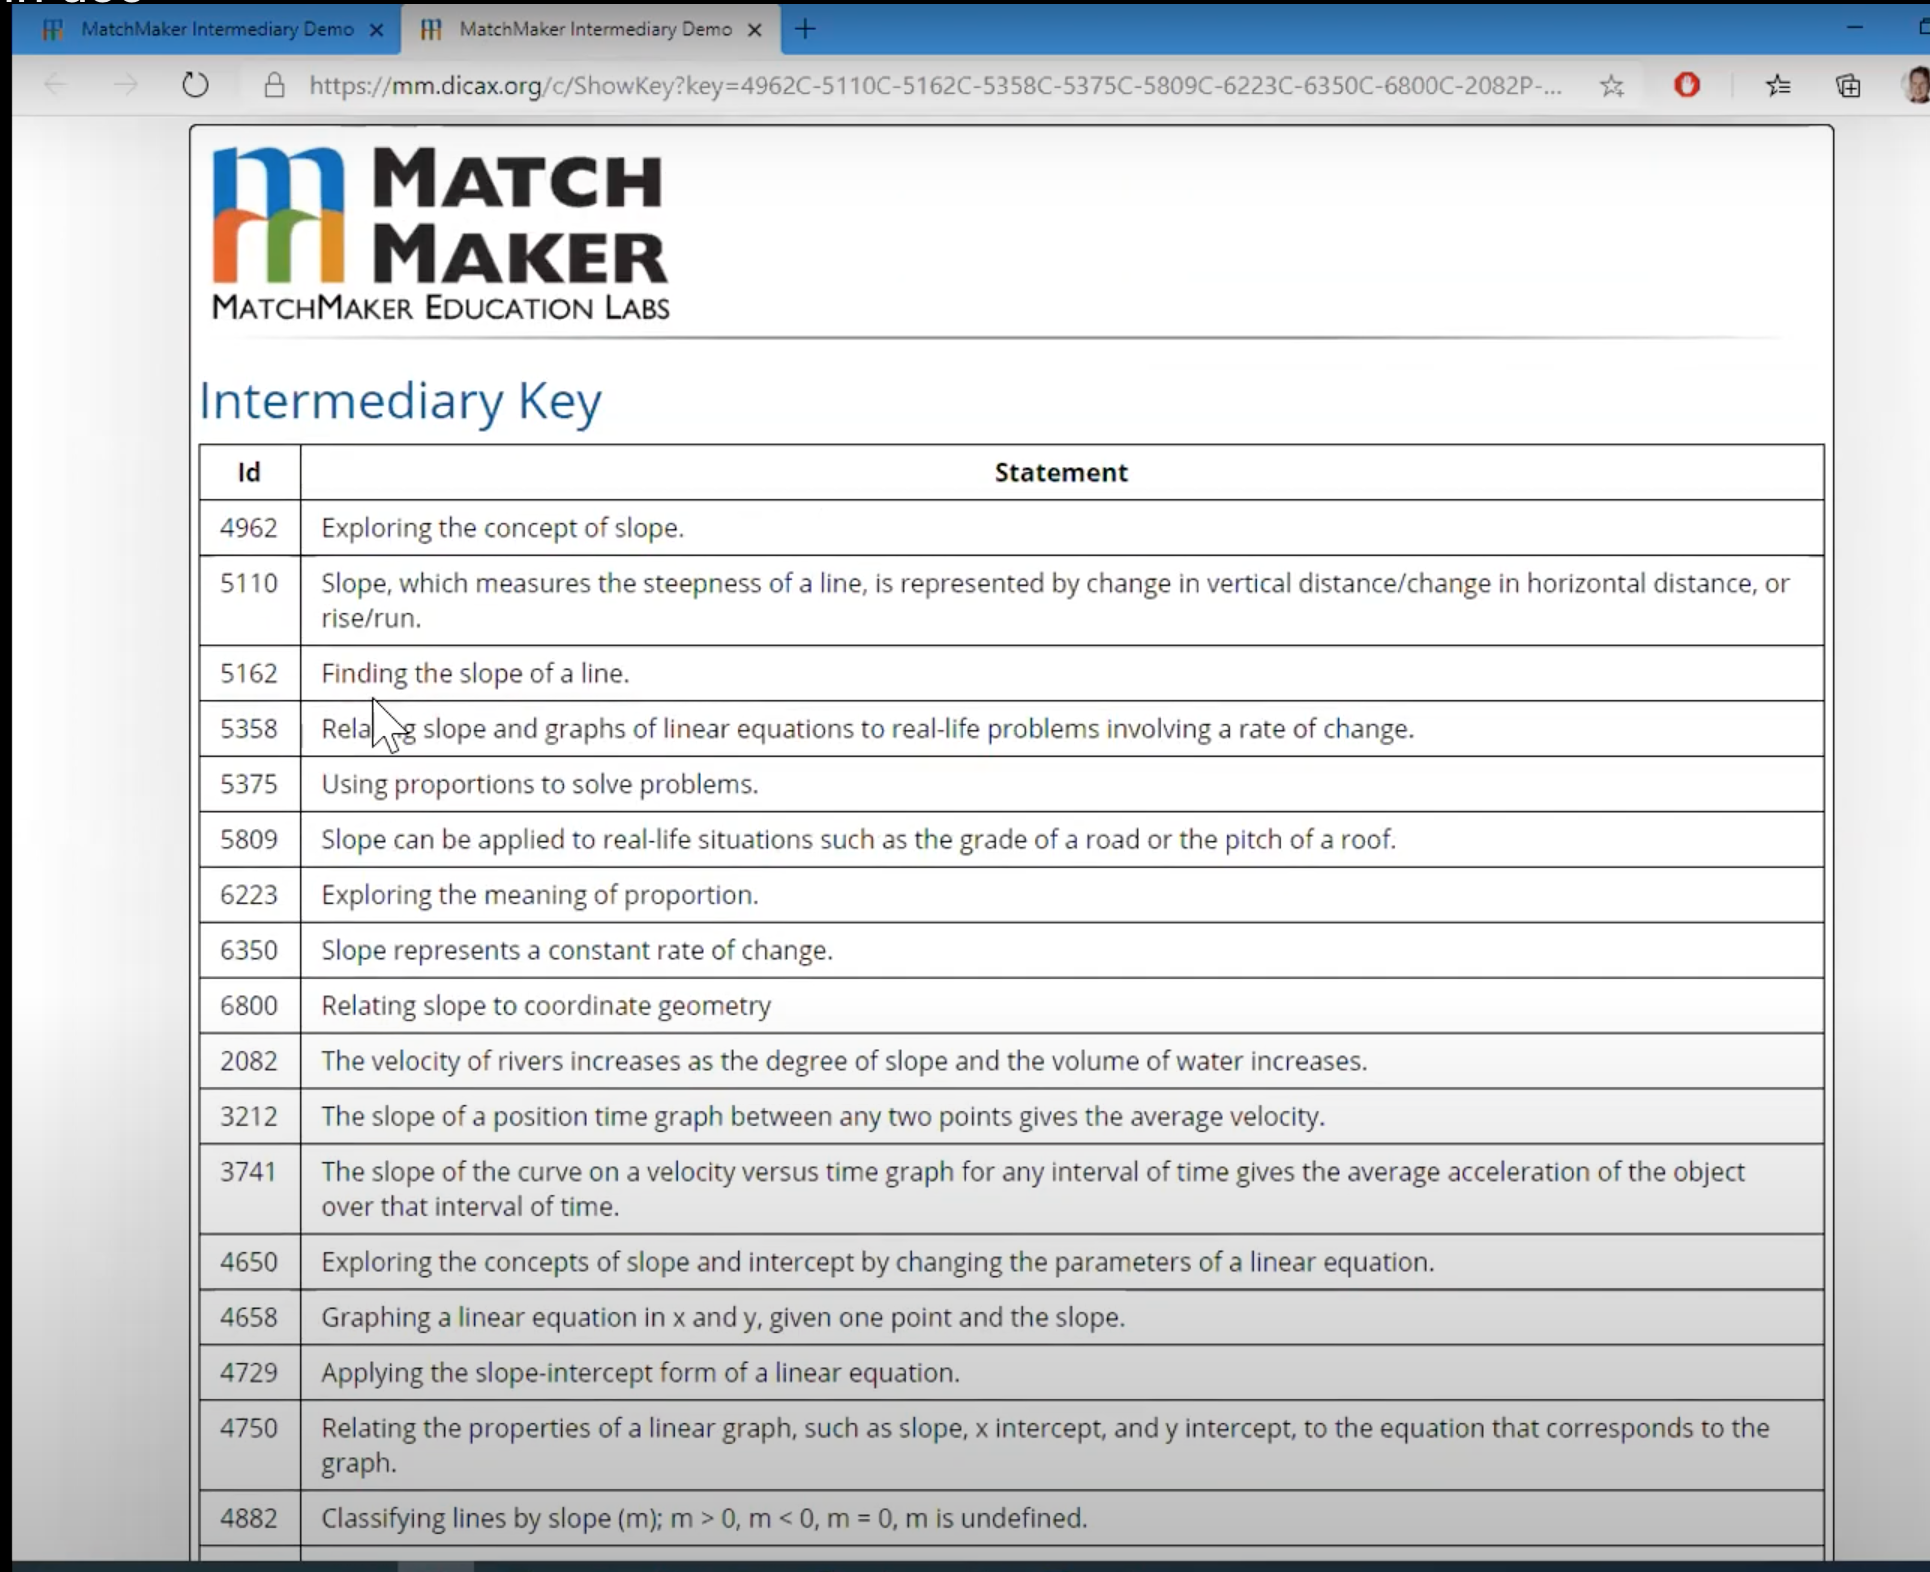 MatchMaker Intermediary Demo
MatchMaker Intermediary Demo
https://mm.dicax.org/c/ShowKey?key=4962C-5110C-5162C-5358C-5375C-5809C-6223C-6350C-6800C-2082P-...
MATCH
MAKER
MATCHMAKER EDUCATION LABS
Intermediary Key
Id Statement
4962 Exploring the concept of slope.
5110 Slope, which measures the steepness of a line, is represented by change in vertical distance/change in horizontal distance, or
rise/run.
5162 Finding the slope of a line.
5358 Relating slope and graphs of linear equations to real-life problems involving a rate of change.
5375 Using proportions to solve problems.
5809 Slope can be applied to real-life situations such as the grade of a road or the pitch of a roof.
6223 Exploring the meaning of proportion.
6350 Slope represents a constant rate of change.
6800 Relating slope to coordinate geometry
2082 The velocity of rivers increases as the degree of slope and the volume of water increases.
3212 The slope of a position time graph between any two points gives the average velocity.
3741 The slope of the curve on a velocity versus time graph for any interval of time gives the average acceleration of the object
over that interval of time.
4650 Exploring the concepts of slope and intercept by changing the parameters of a linear equation.
4658 Graphing a linear equation in x and y, given one point and the slope.
4729 Applying the slope-intercept form of a linear equation.
4750 Relating the properties of a linear graph, such as slope, x intercept, and y intercept, to the equation that corresponds to the
graph.
4882 Classifying lines by slope (m); m > 0, m < 0, m = 0, m is undefined.